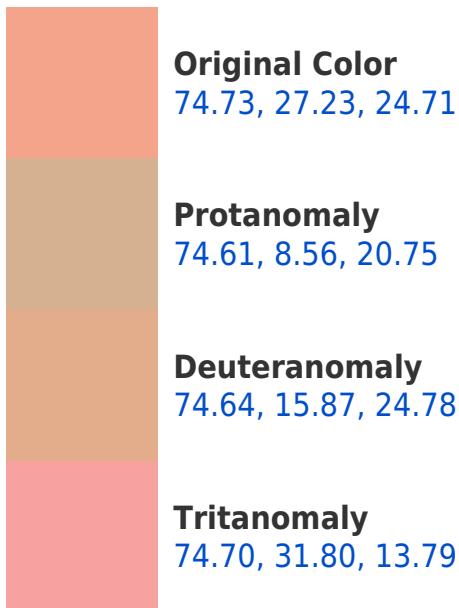 Original Color
74.73, 27.23, 24.71
Protanomaly
74.61, 8.56, 20.75
Deuteranomaly
74.64, 15.87, 24.78
Tritanomaly
74.70, 31.80, 13.79